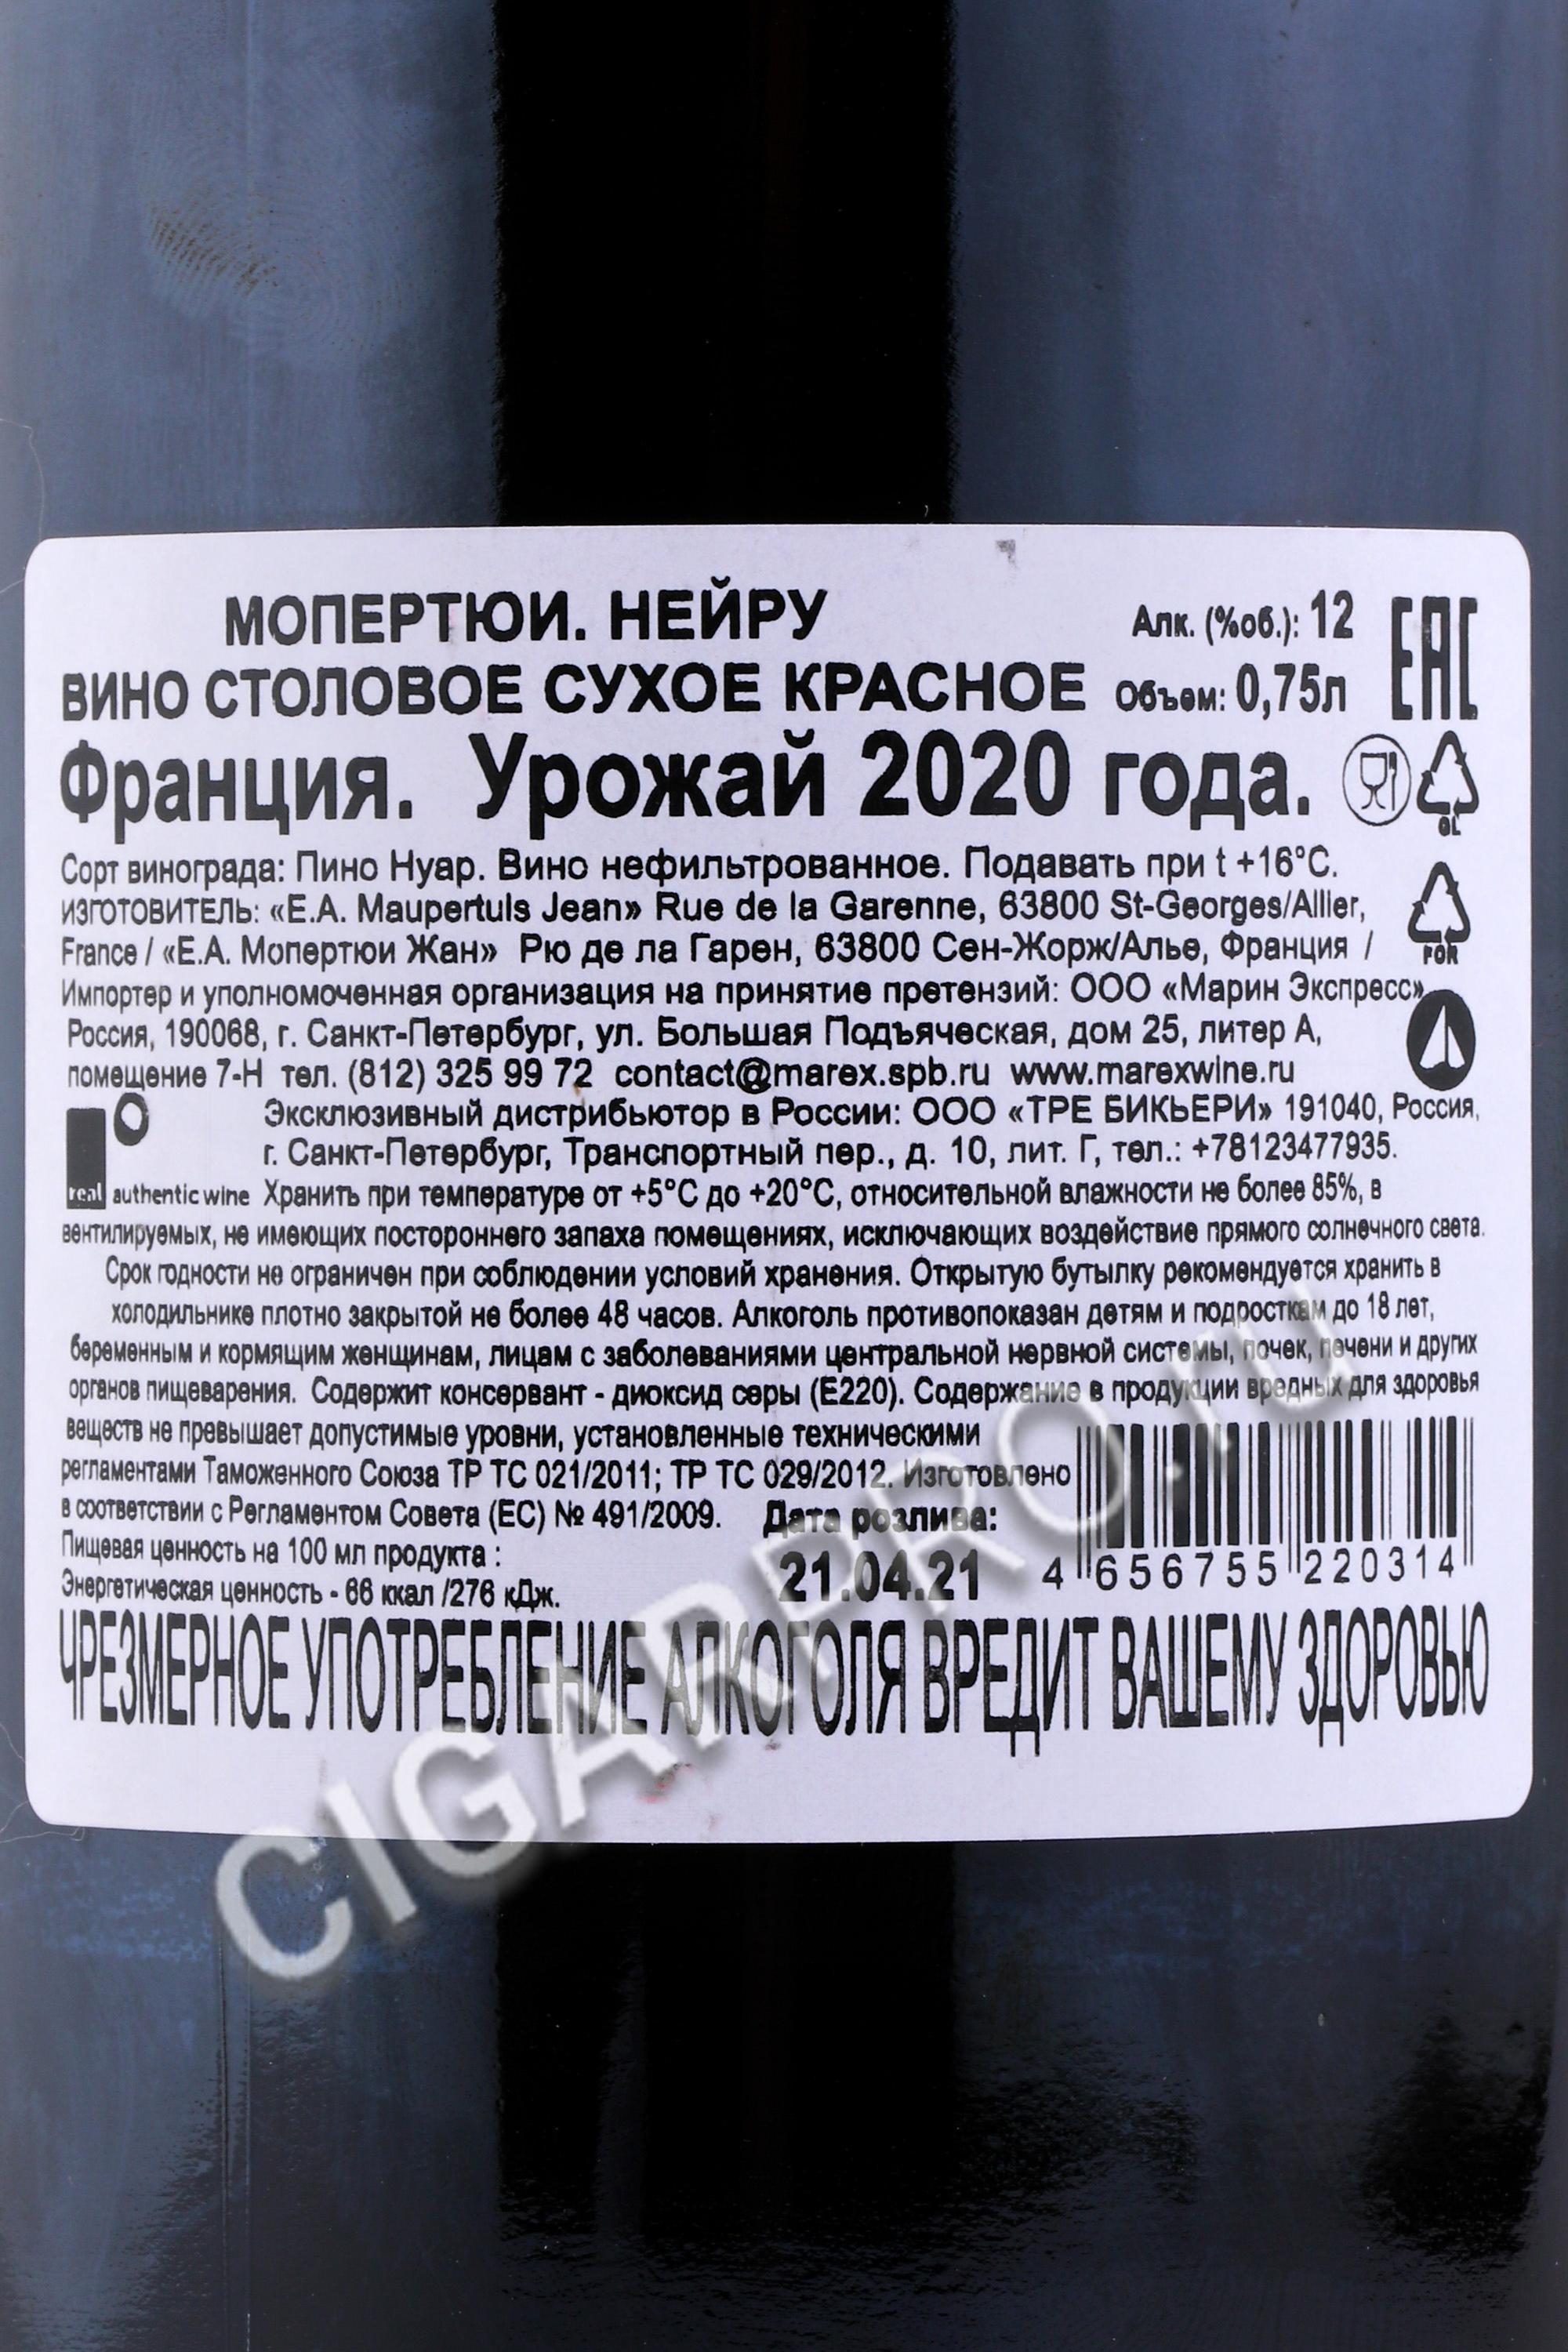 МОПЕРТЮИ. НЕЙРУ
Алк. (%об.): 12
ЕАС
ВИНО СТОЛОВОЕ СУХОЕ КРАСНОЕ
Объем: 0,75л
Франция. Урожай 2020 года.
GL
Сорт винограда: Пино Нуар. Вино нефильтрованное. Подавать при t +16°С.
ИЗГОТОВИТЕЛЬ: «E.A. Maupertuis Jean» Rue de la Garenne, 63800 St-Georges/Allier,
France / «Е.А. Мопертюи Жан» Рю де ла Гарен, 63800 Сен-Жорж/Алье, Франция /
FOR
Импортер и уполномоченная организация на принятие претензий: ООО «Марин Экспресс»
Россия, 190068, г. Санкт-Петербург, ул. Большая Подъяческая, дом 25, литер А,
помещение 7-Н тел. (812) 325 99 72 contact@marex.spb.ru www.marexwine.ru
Эксклюзивный дистрибьютор в России: ООО «ТРЕ БИКЬЕРИ» 191040, Россия,
г. Санкт-Петербург, Транспортный пер., д. 10, лит. Г, тел.: +78123477935.
real authentic wine
Хранить при температуре от +5°С до +20°С, относительной влажности не более 85%, в
вентилируемых, не имеющих постороннего запаха помещениях, исключающих воздействие прямого солнечного света.
Срок годности не ограничен при соблюдении условий хранения. Открытую бутылку рекомендуется хранить в
холодильнике плотно закрытой не более 48 часов. Алкоголь противопоказан детям и подросткам до 18 лет,
беременным и кормящим женщинам, лицам с заболеваниями центральной нервной системы, почек, печени и других
органов пищеварения. Содержит консервант - диоксид серы (Е220). Содержание в продукции вредных для здоровья
веществ не превышает допустимые уровни, установленные техническими
регламентами Таможенного Союза ТР ТС 021/2011; ТР ТС 029/2012. Изготовлено
в соответствии с Регламентом Совета (ЕС) № 491/2009.
Дата розлива:
21.04.21
Пищевая ценность на 100 мл продукта :
Энергетическая ценность - 66 ккал /276 кДж.
4 656755 220314
ЧРЕЗМЕРНОЕ УПОТРЕБЛЕНИЕ АЛКОГОЛЯ ВРЕДИТ ВАШЕМУ ЗДОРОВЬЮ
CIGARPRO.ru